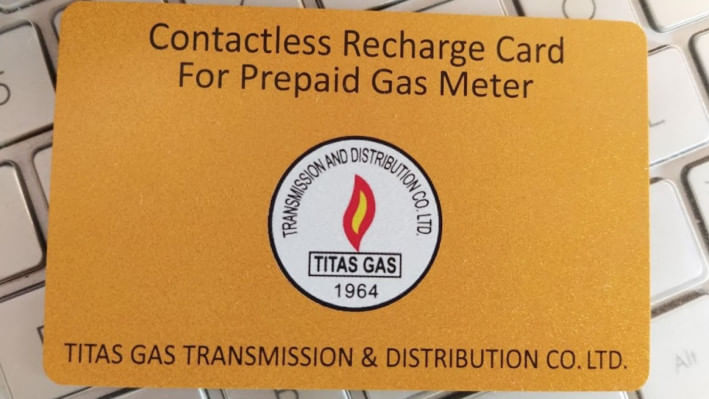 Contactless Recharge Card
For Prepaid Gas Meter
TRANSMISSION AND DISTRIBUTION CO. LTD.
TITAS GAS
1964
TITAS GAS TRANSMISSION & DISTRIBUTION CO. LTD.
Alt